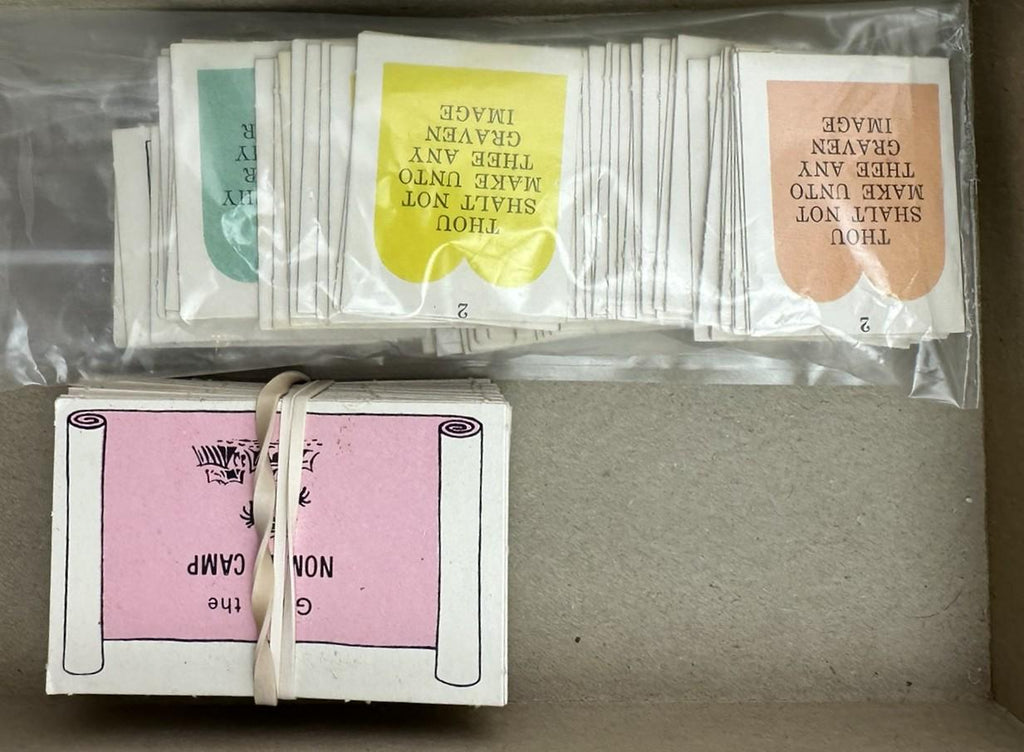 THOU
SHALT NOT
MAKE UNTO
THEE ANY
GRAVEN
IMAGE
2
THOU
SHALT NOT
MAKE UNTO
THEE ANY
GRAVEN
IMAGE
2
G the
NOM CAMP